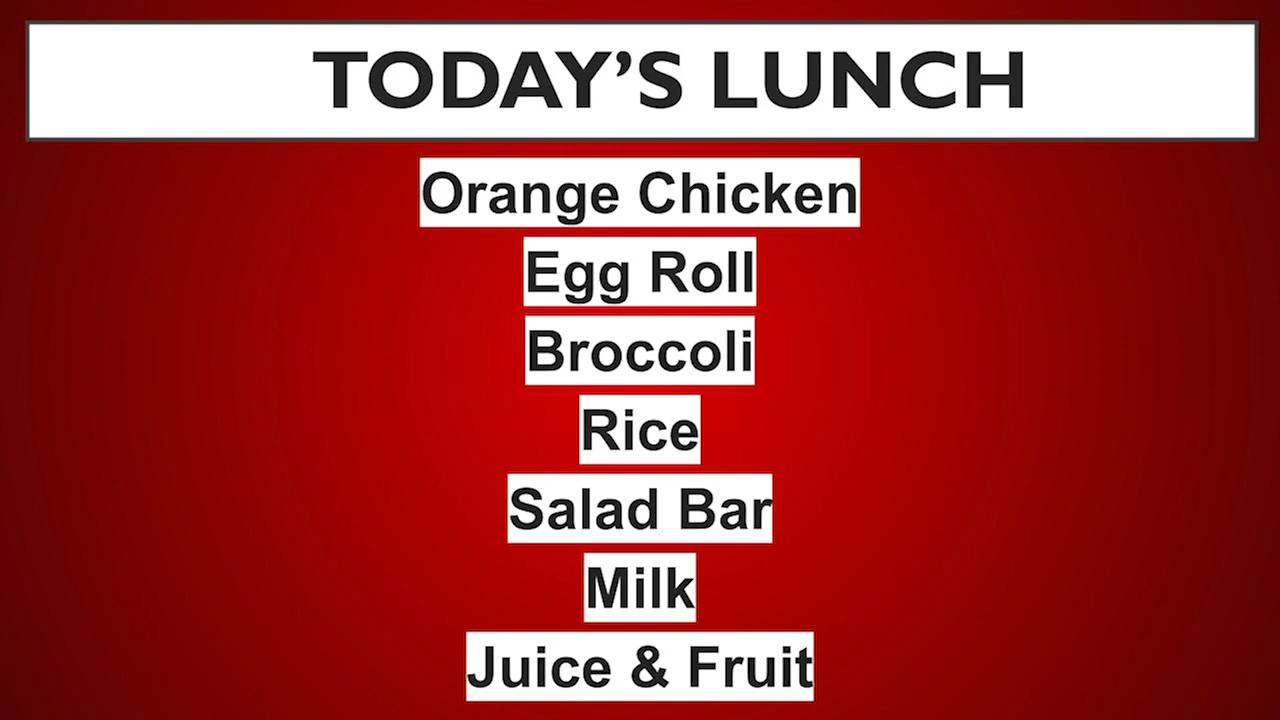 TODAY’S LUNCH
Orange Chicken
Egg Roll
Broccoli
Rice
Salad Bar
Milk
Juice & Fruit